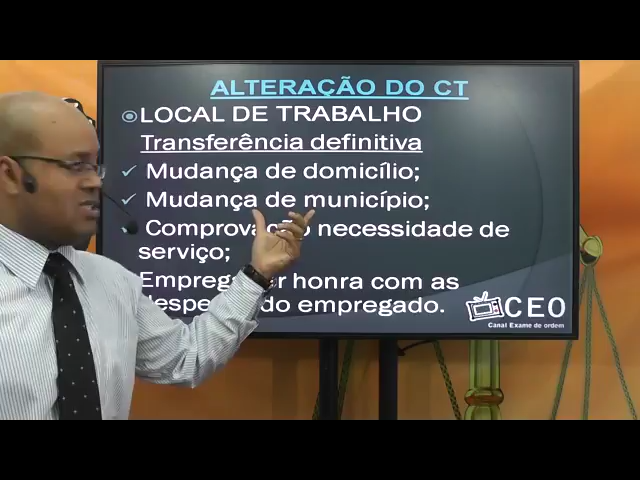 ALTERAÇÃO DO CT
LOCAL DE TRABALHO
Transferência definitiva
Mudança de domicílio;
Mudança de município;
Comprovação necessidade de
serviço;
honra com as
do empregado.
CEO
Canal Exame de ordem